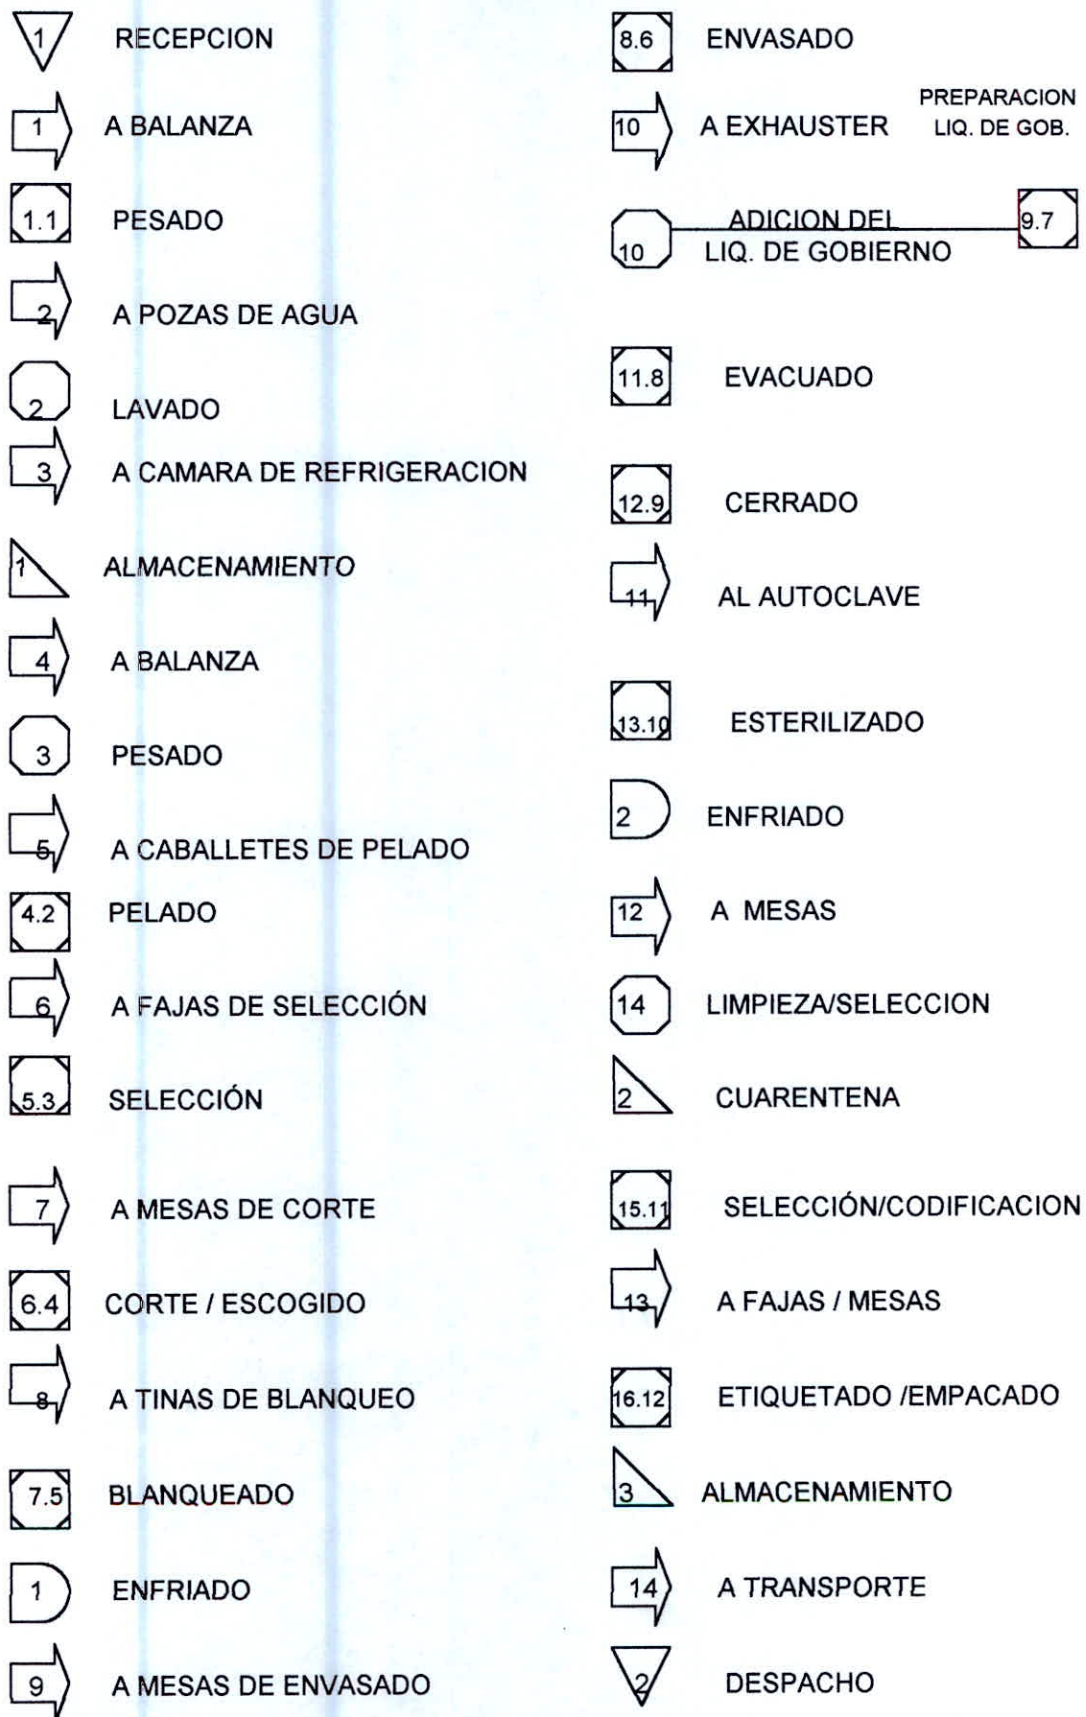 1 RECEPCION
1 A BALANZA
1.1 PESADO
2 A POZAS DE AGUA
2 LAVADO
3 A CAMARA DE REFRIGERACION
1 ALMACENAMIENTO
4 A BALANZA
3 PESADO
5 A CABALLETES DE PELADO
4.2 PELADO
6 A FAJAS DE SELECCIÓN
5.3 SELECCIÓN
7 A MESAS DE CORTE
6.4 CORTE / ESCOGIDO
8 A TINAS DE BLANQUEO
7.5 BLANQUEADO
1 ENFRIADO
9 A MESAS DE ENVASADO
8.6 ENVASADO
PREPARACION
10 A EXHAUSTER LIQ. DE GOB.
ADICION DEL 9.7
10 LIQ. DE GOBIERNO
11.8 EVACUADO
12.9 CERRADO
11 AL AUTOCLAVE
13.10 ESTERILIZADO
2 ENFRIADO
12 A MESAS
14 LIMPIEZA/SELECCION
2 CUARENTENA
15.11 SELECCIÓN/CODIFICACION
13 A FAJAS / MESAS
16.12 ETIQUETADO /EMPACADO
3 ALMACENAMIENTO
14 A TRANSPORTE
2 DESPACHO